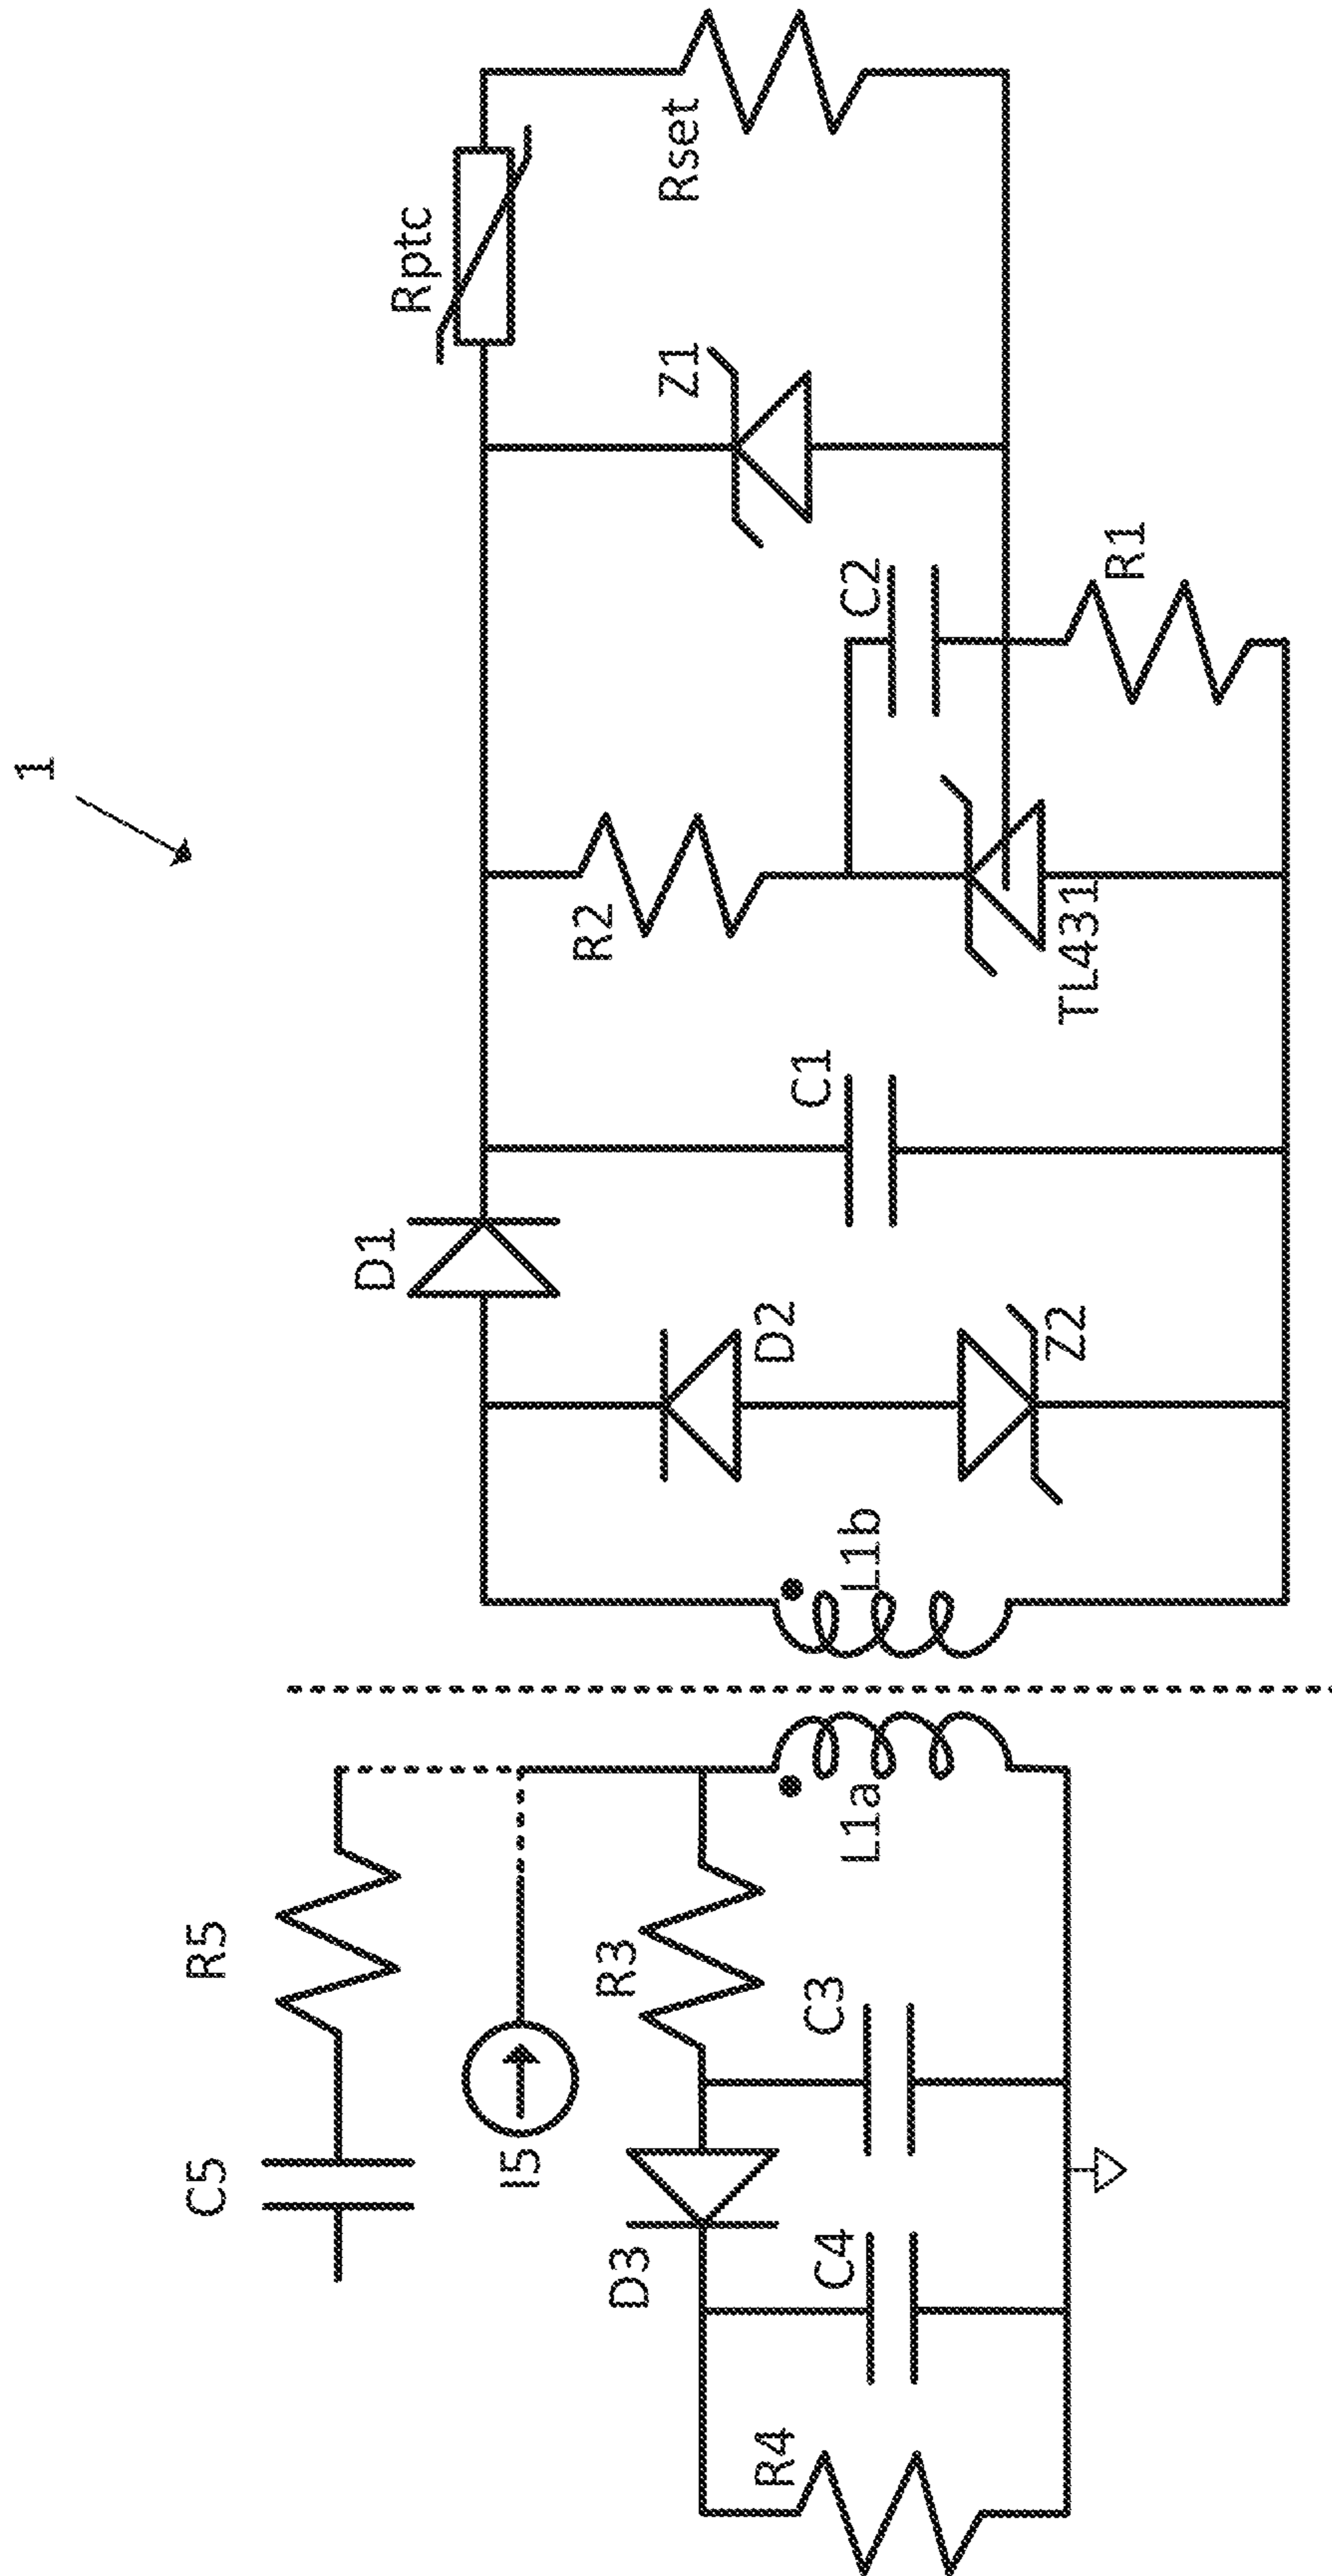 1
C5
R5
I5
D3
R3
R4
C4
C3
L1a
L1b
D1
D2
Z2
C1
R2
TL431
C2
R1
Z1
Rptc
Rset